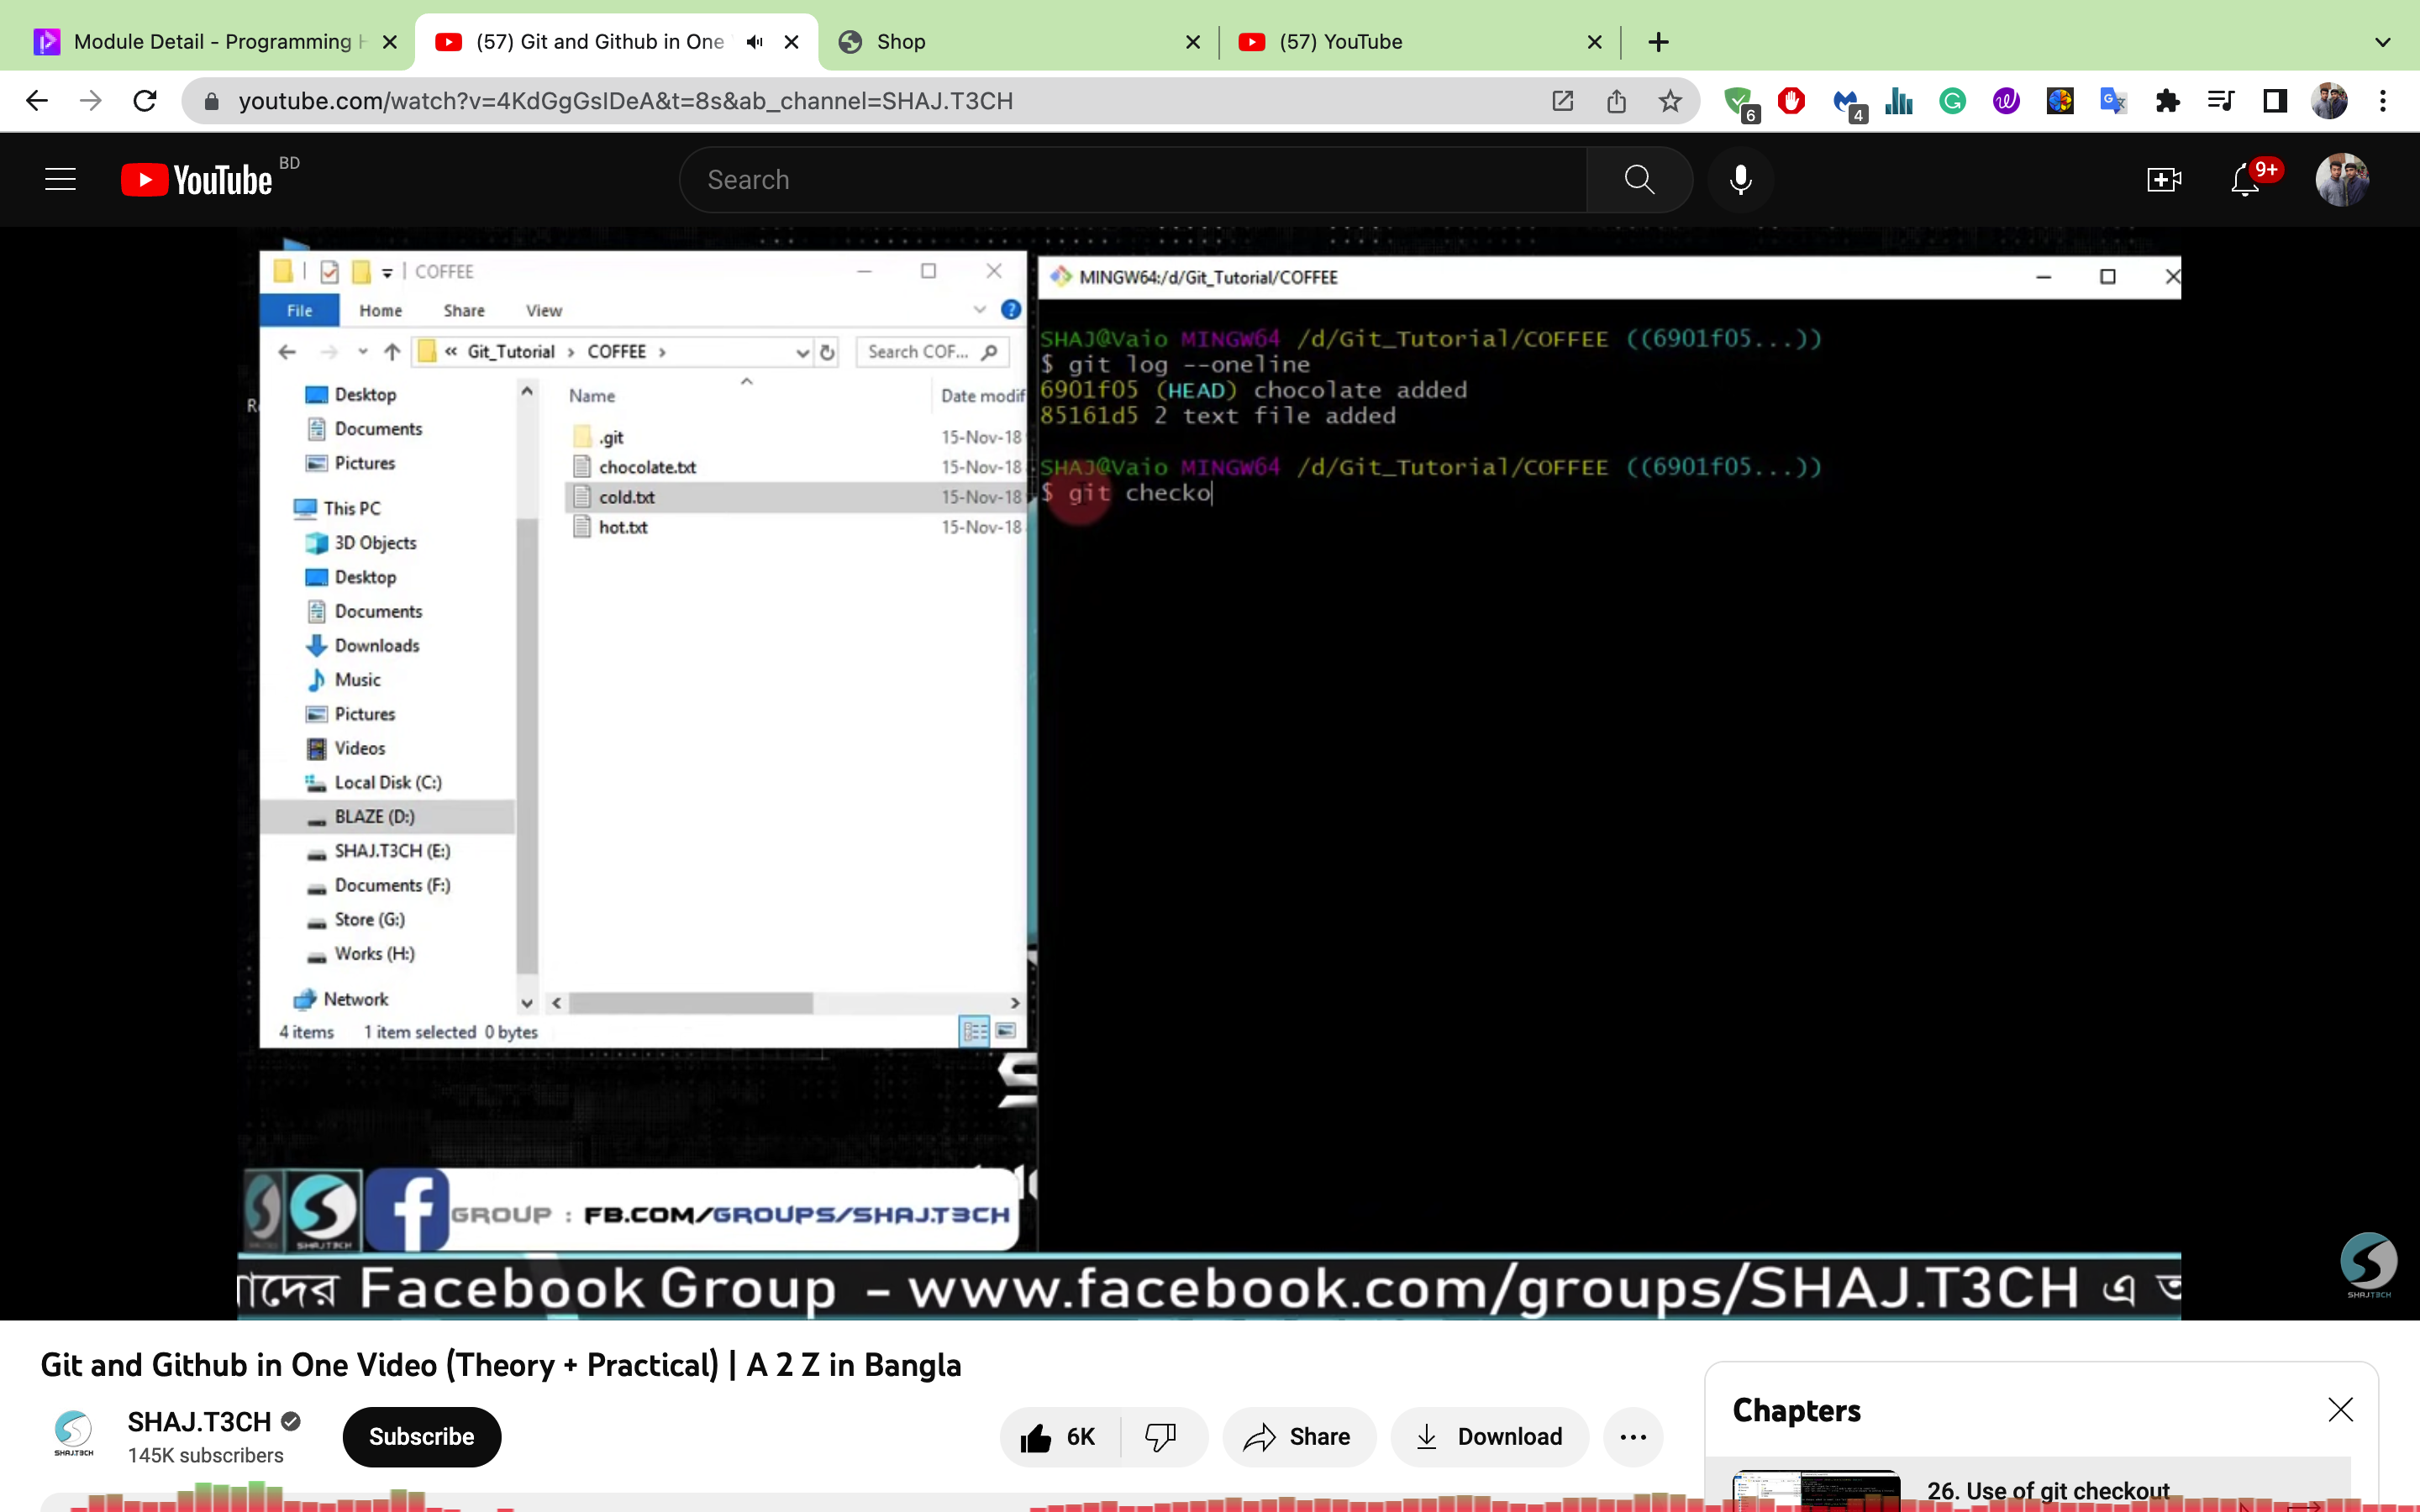 Module Detail - Programming
(57) Git and Github in One
Shop
(57) YouTube
youtube.com/watch?v=4KdGgGsIDeA&t=8s&ab_channel=SHAJ.T3CH
6
4
YouTube
BD
Search
9+
COFFEE
File
Home
Share
View
Git_Tutorial
COFFEE
Search COF...
Desktop
Documents
Pictures
This PC
3D Objects
Desktop
Documents
Downloads
Music
Pictures
Videos
Local Disk (C:)
BLAZE (D:)
SHAJ.T3CH (E:)
Documents (F:)
Store (G:)
Works (H:)
Network
Name
Date modif
.git
15-Nov-18
chocolate.txt
15-Nov-18
cold.txt
15-Nov-18
hot.txt
15-Nov-18
4 items 1 item selected 0 bytes
MINGW64:/d/Git_Tutorial/COFFEE
SHAJ@Vaio MINGW64 /d/Git_Tutorial/COFFEE ((6901f05...))
$ git log --oneline
6901f05 (HEAD) chocolate added
85161d5 2 text file added
SHAJ@Vaio MINGW64 /d/Git_Tutorial/COFFEE ((6901f05...))
$ git checko
SHAJ.T3CH
GROUP : FB.COM/GROUPS/SHAJ.T3CH
াদের Facebook Group - www.facebook.com/groups/SHAJ.T3CH এ
SHAJ.T3CH
Git and Github in One Video (Theory + Practical) | A 2 Z in Bangla
SHAJ.T3CH
SHAJ.T3CH
145K subscribers
Subscribe
6K
Share
Download
Chapters
26. Use of git checkout